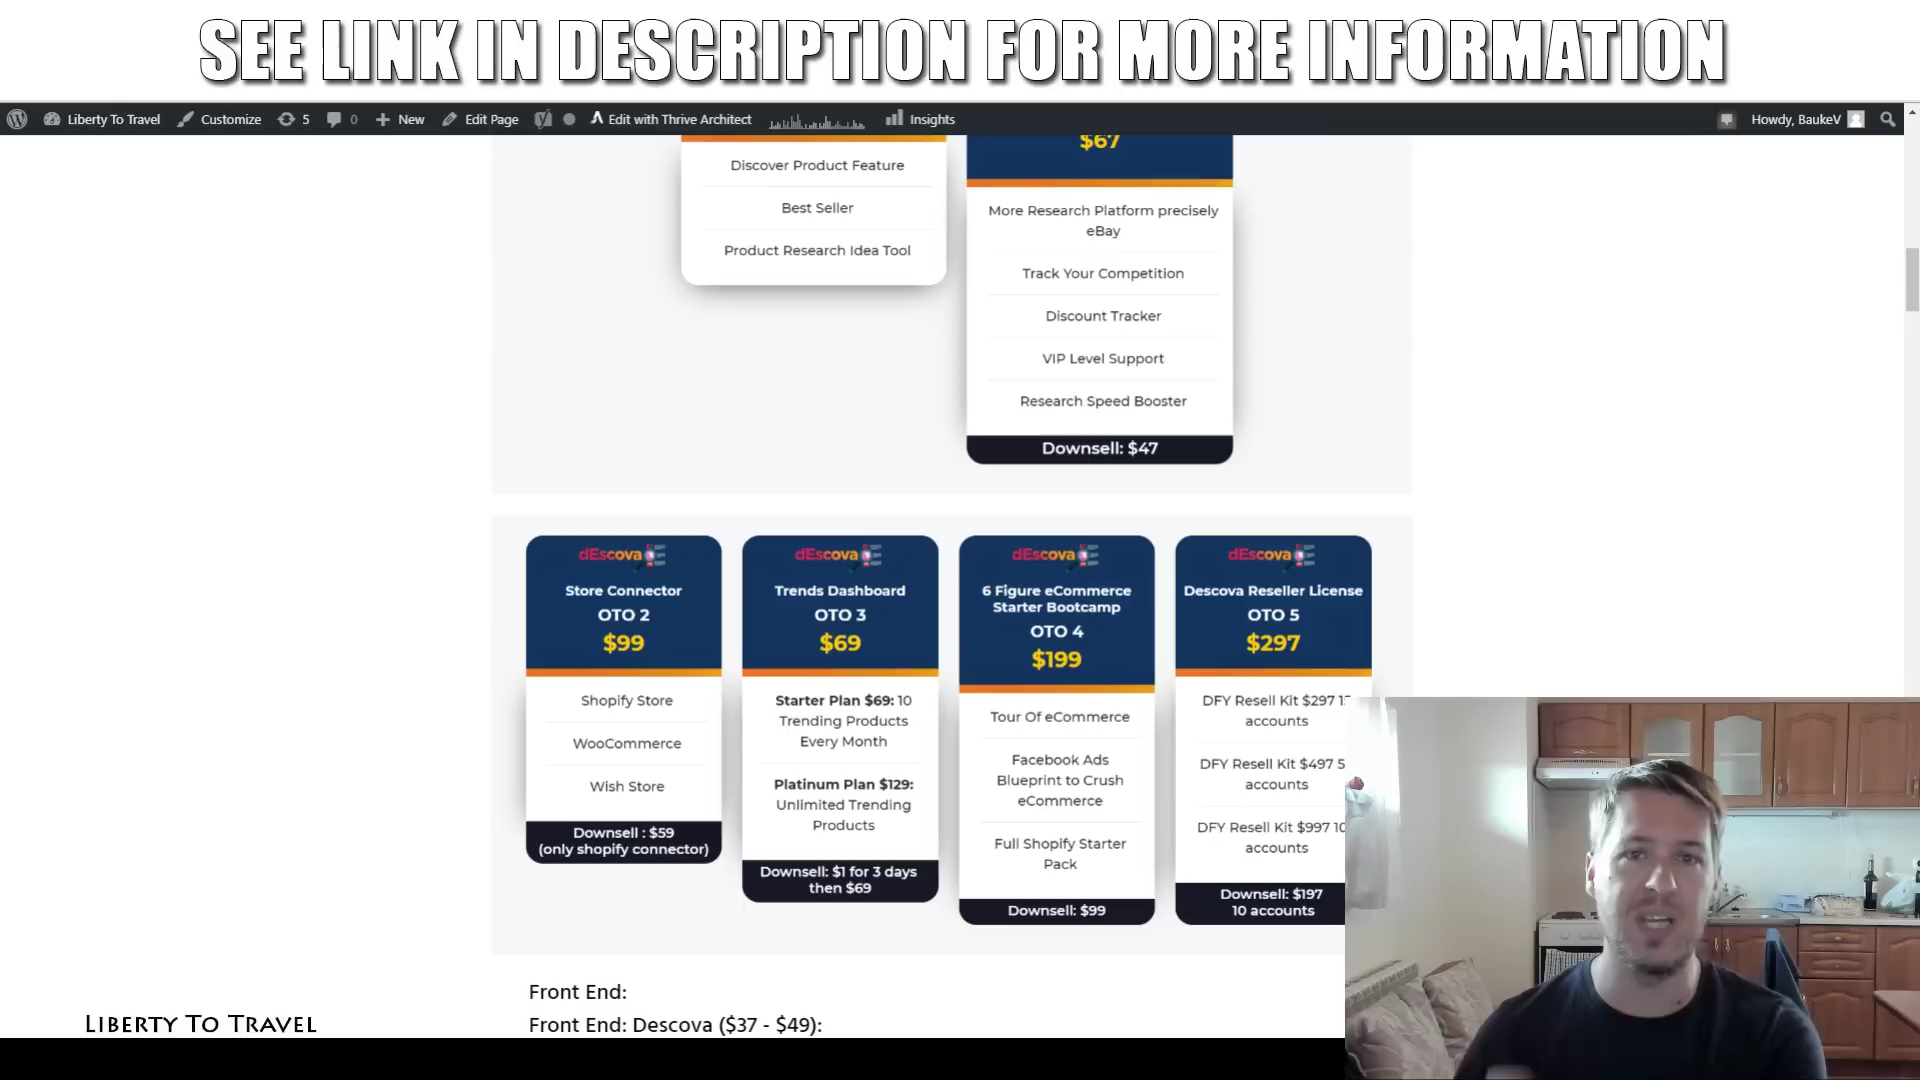 SEE LINK IN DESCRIPTION FOR MORE INFORMATION
Liberty To Travel Customize 5 0 New Edit Page Edit with Thrive Architect Insights Howdy, BaukeV
Discover Product Feature
Best Seller
Product Research Idea Tool
$67
More Research Platform precisely
eBay
Track Your Competition
Discount Tracker
VIP Level Support
Research Speed Booster
Downsell: $47
dEscova
Store Connector
OTO 2
$99
Shopify Store
WooCommerce
Wish Store
Downsell : $59
(only shopify connector)
dEscova
Trends Dashboard
OTO 3
$69
Starter Plan $69: 10
Trending Products
Every Month
Platinum Plan $129:
Unlimited Trending
Products
Downsell: $1 for 3 days
then $69
dEscova
6 Figure eCommerce
Starter Bootcamp
OTO 4
$199
Tour Of eCommerce
Facebook Ads
Blueprint to Crush
eCommerce
Full Shopify Starter
Pack
Downsell: $99
dEscova
Descova Reseller License
OTO 5
$297
DFY Resell Kit $297
accounts
DFY Resell Kit $497
accounts
DFY Resell Kit $997
accounts
Downsell: $197
10 accounts
Front End:
Front End: Descova ($37 - $49):
LIBERTY TO TRAVEL